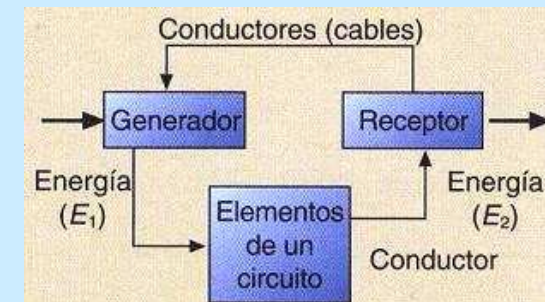 Conductores (cables)
Generador
Receptor
Energía
(E₁)
Elementos
de un
circuito
Energía
(E₂)
Conductor